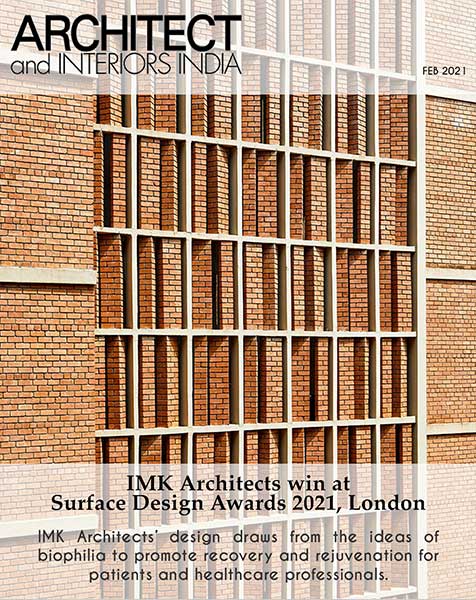 ARCHITECT
and INTERIORS INDIA
FEB 2021
IMK Architects win at
Surface Design Awards 2021, London
IMK Architects' design draws from the ideas of
biophilia to promote recovery and rejuvenation for
patients and healthcare professionals.